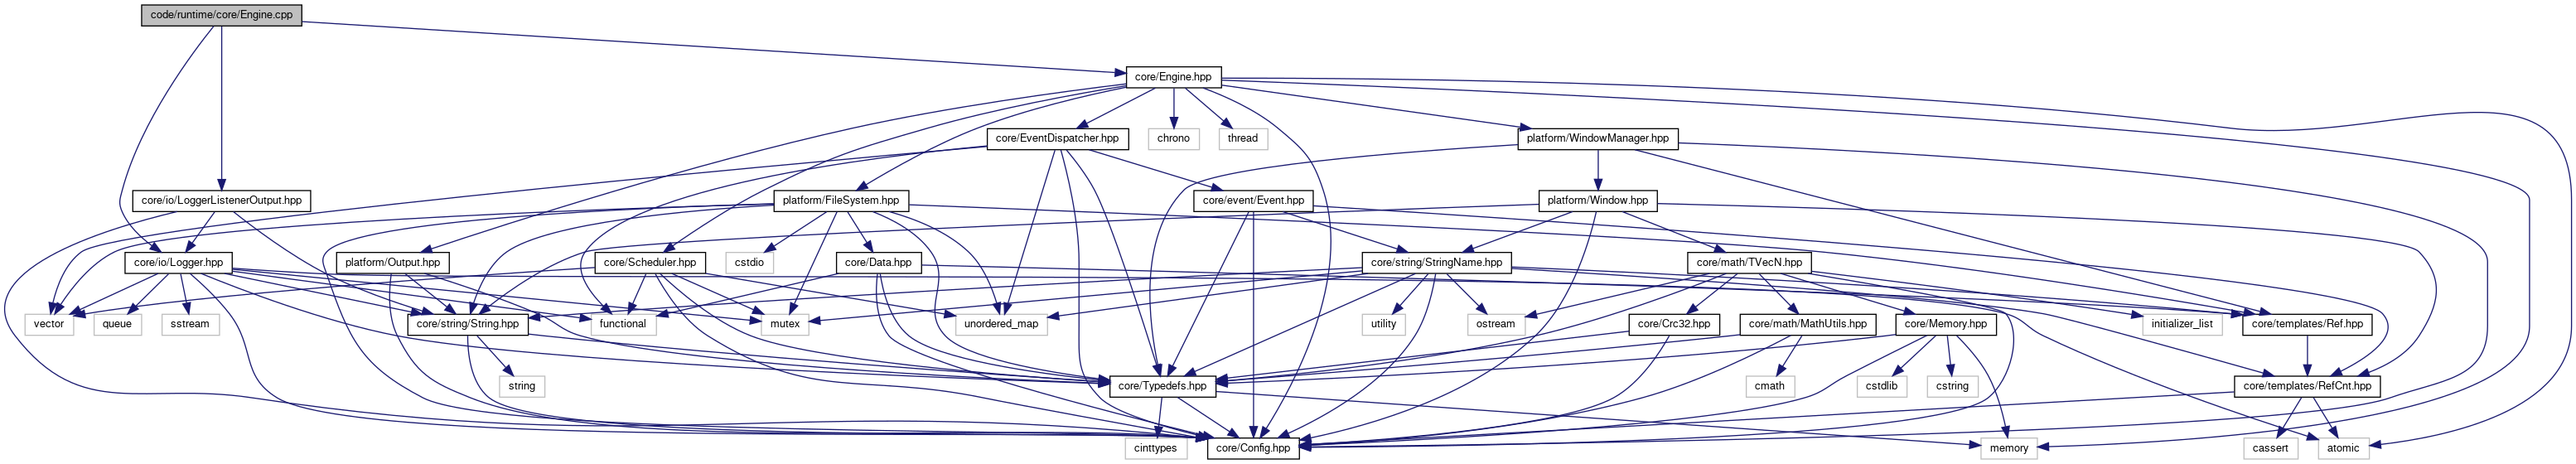 code/runtime/core/Engine.cpp
core/Engine.hpp
core/EventDispatcher.hpp
chrono
thread
platform/WindowManager.hpp
core/io/LoggerListenerOutput.hpp
platform/FileSystem.hpp
core/event/Event.hpp
platform/Window.hpp
core/io/Logger.hpp
platform/Output.hpp
core/Scheduler.hpp
cstdio
core/Data.hpp
core/string/StringName.hpp
core/math/TVecN.hpp
vector
queue
sstream
core/string/String.hpp
functional
mutex
unordered_map
utility
ostream
core/Crc32.hpp
core/math/MathUtils.hpp
core/Memory.hpp
initializer_list
core/templates/Ref.hpp
string
core/Typedefs.hpp
cmath
cstdlib
cstring
core/templates/RefCnt.hpp
cinttypes
core/Config.hpp
memory
cassert
atomic